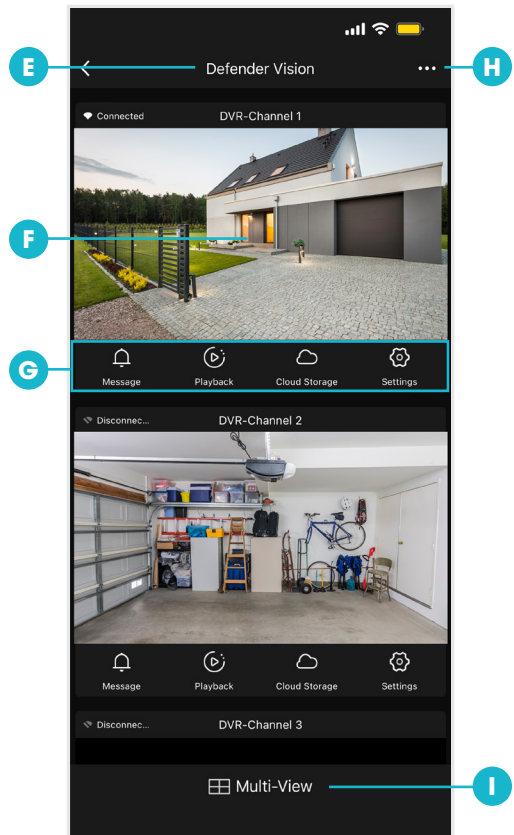 E
Defender Vision
H
Connected
DVR-Channel 1
F
G
Message
Playback
Cloud Storage
Settings
Disconnec...
DVR-Channel 2
Message
Playback
Cloud Storage
Settings
Disconnec...
DVR-Channel 3
Multi-View
I